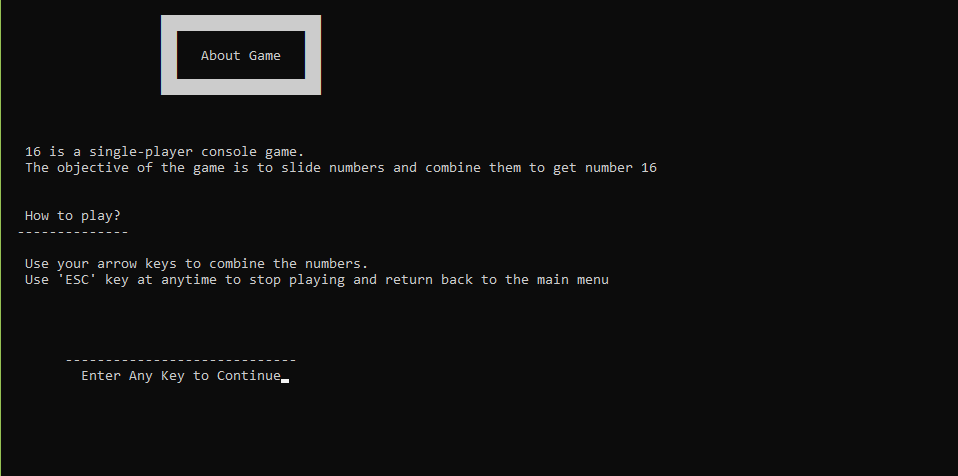 About Game
16 is a single-player console game.
The objective of the game is to slide numbers and combine them to get number 16
How to play?
--------------
Use your arrow keys to combine the numbers.
Use 'ESC' key at anytime to stop playing and return back to the main menu
-----------------------------
Enter Any Key to Continue